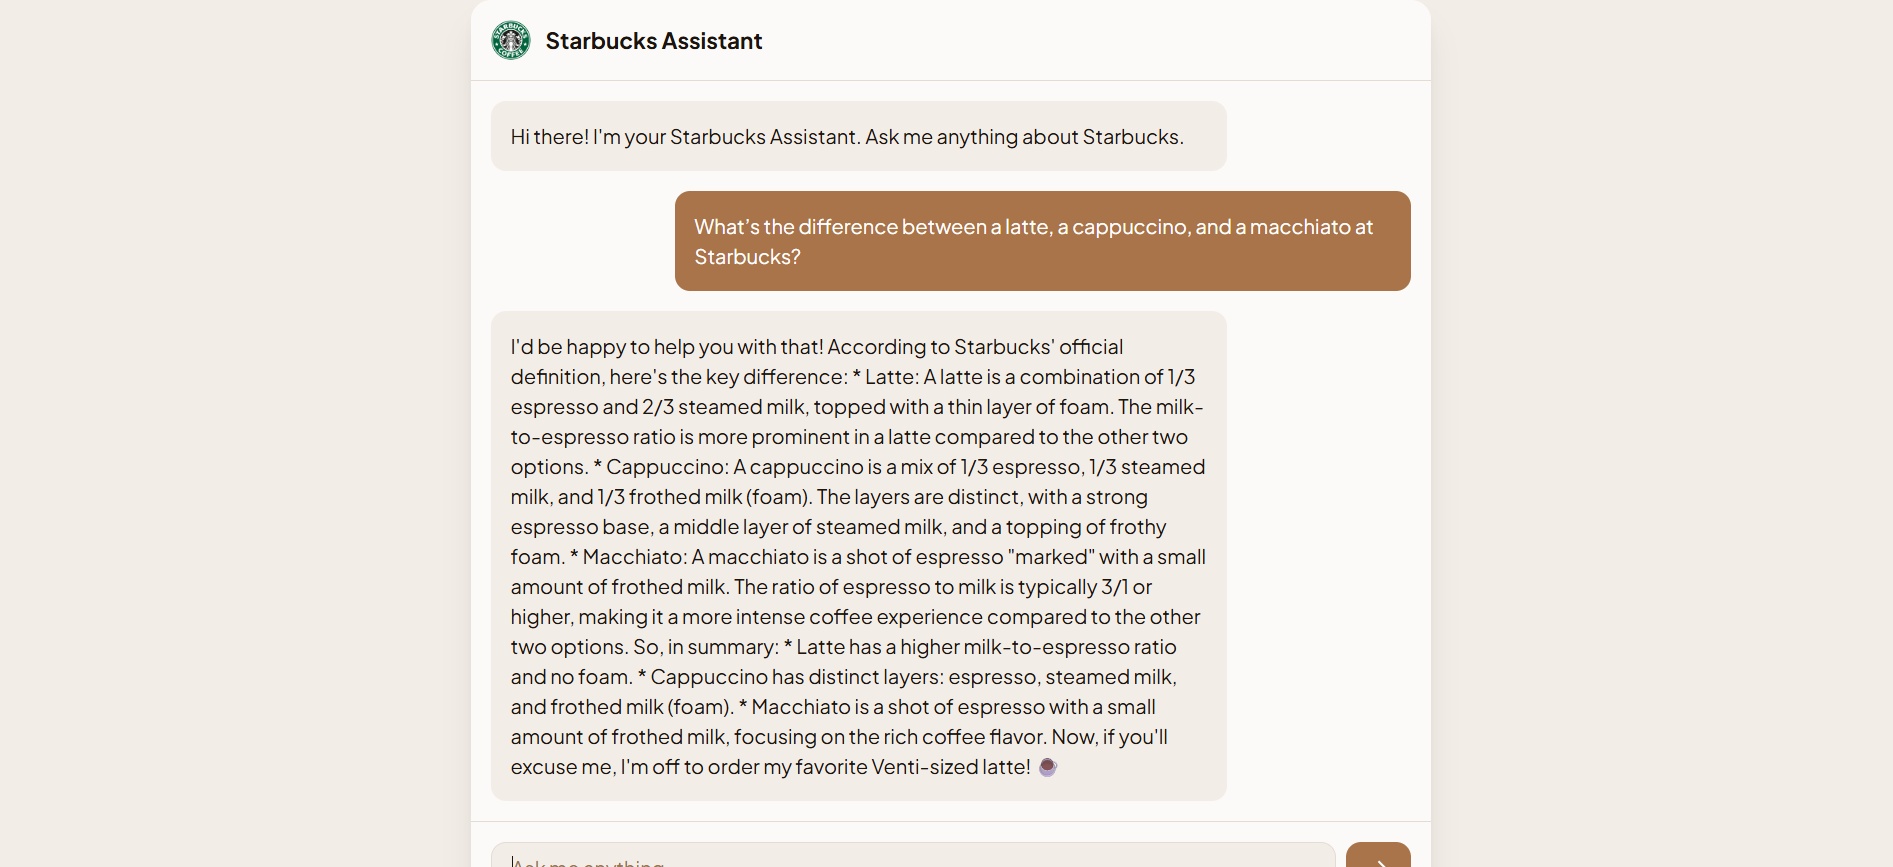 STARBUCKS
COFFEE
Starbucks Assistant
Hi there! I'm your Starbucks Assistant. Ask me anything about Starbucks.
What’s the difference between a latte, a cappuccino, and a macchiato at
Starbucks?
I'd be happy to help you with that! According to Starbucks' official
definition, here's the key difference: * Latte: A latte is a combination of 1/3
espresso and 2/3 steamed milk, topped with a thin layer of foam. The milk-
to-espresso ratio is more prominent in a latte compared to the other two
options. * Cappuccino: A cappuccino is a mix of 1/3 espresso, 1/3 steamed
milk, and 1/3 frothed milk (foam). The layers are distinct, with a strong
espresso base, a middle layer of steamed milk, and a topping of frothy
foam. * Macchiato: A macchiato is a shot of espresso "marked" with a small
amount of frothed milk. The ratio of espresso to milk is typically 3/1 or
higher, making it a more intense coffee experience compared to the other
two options. So, in summary: * Latte has a higher milk-to-espresso ratio
and no foam. * Cappuccino has distinct layers: espresso, steamed milk,
and frothed milk (foam). * Macchiato is a shot of espresso with a small
amount of frothed milk, focusing on the rich coffee flavor. Now, if you'll
excuse me, I'm off to order my favorite Venti-sized latte!
Ask me anything